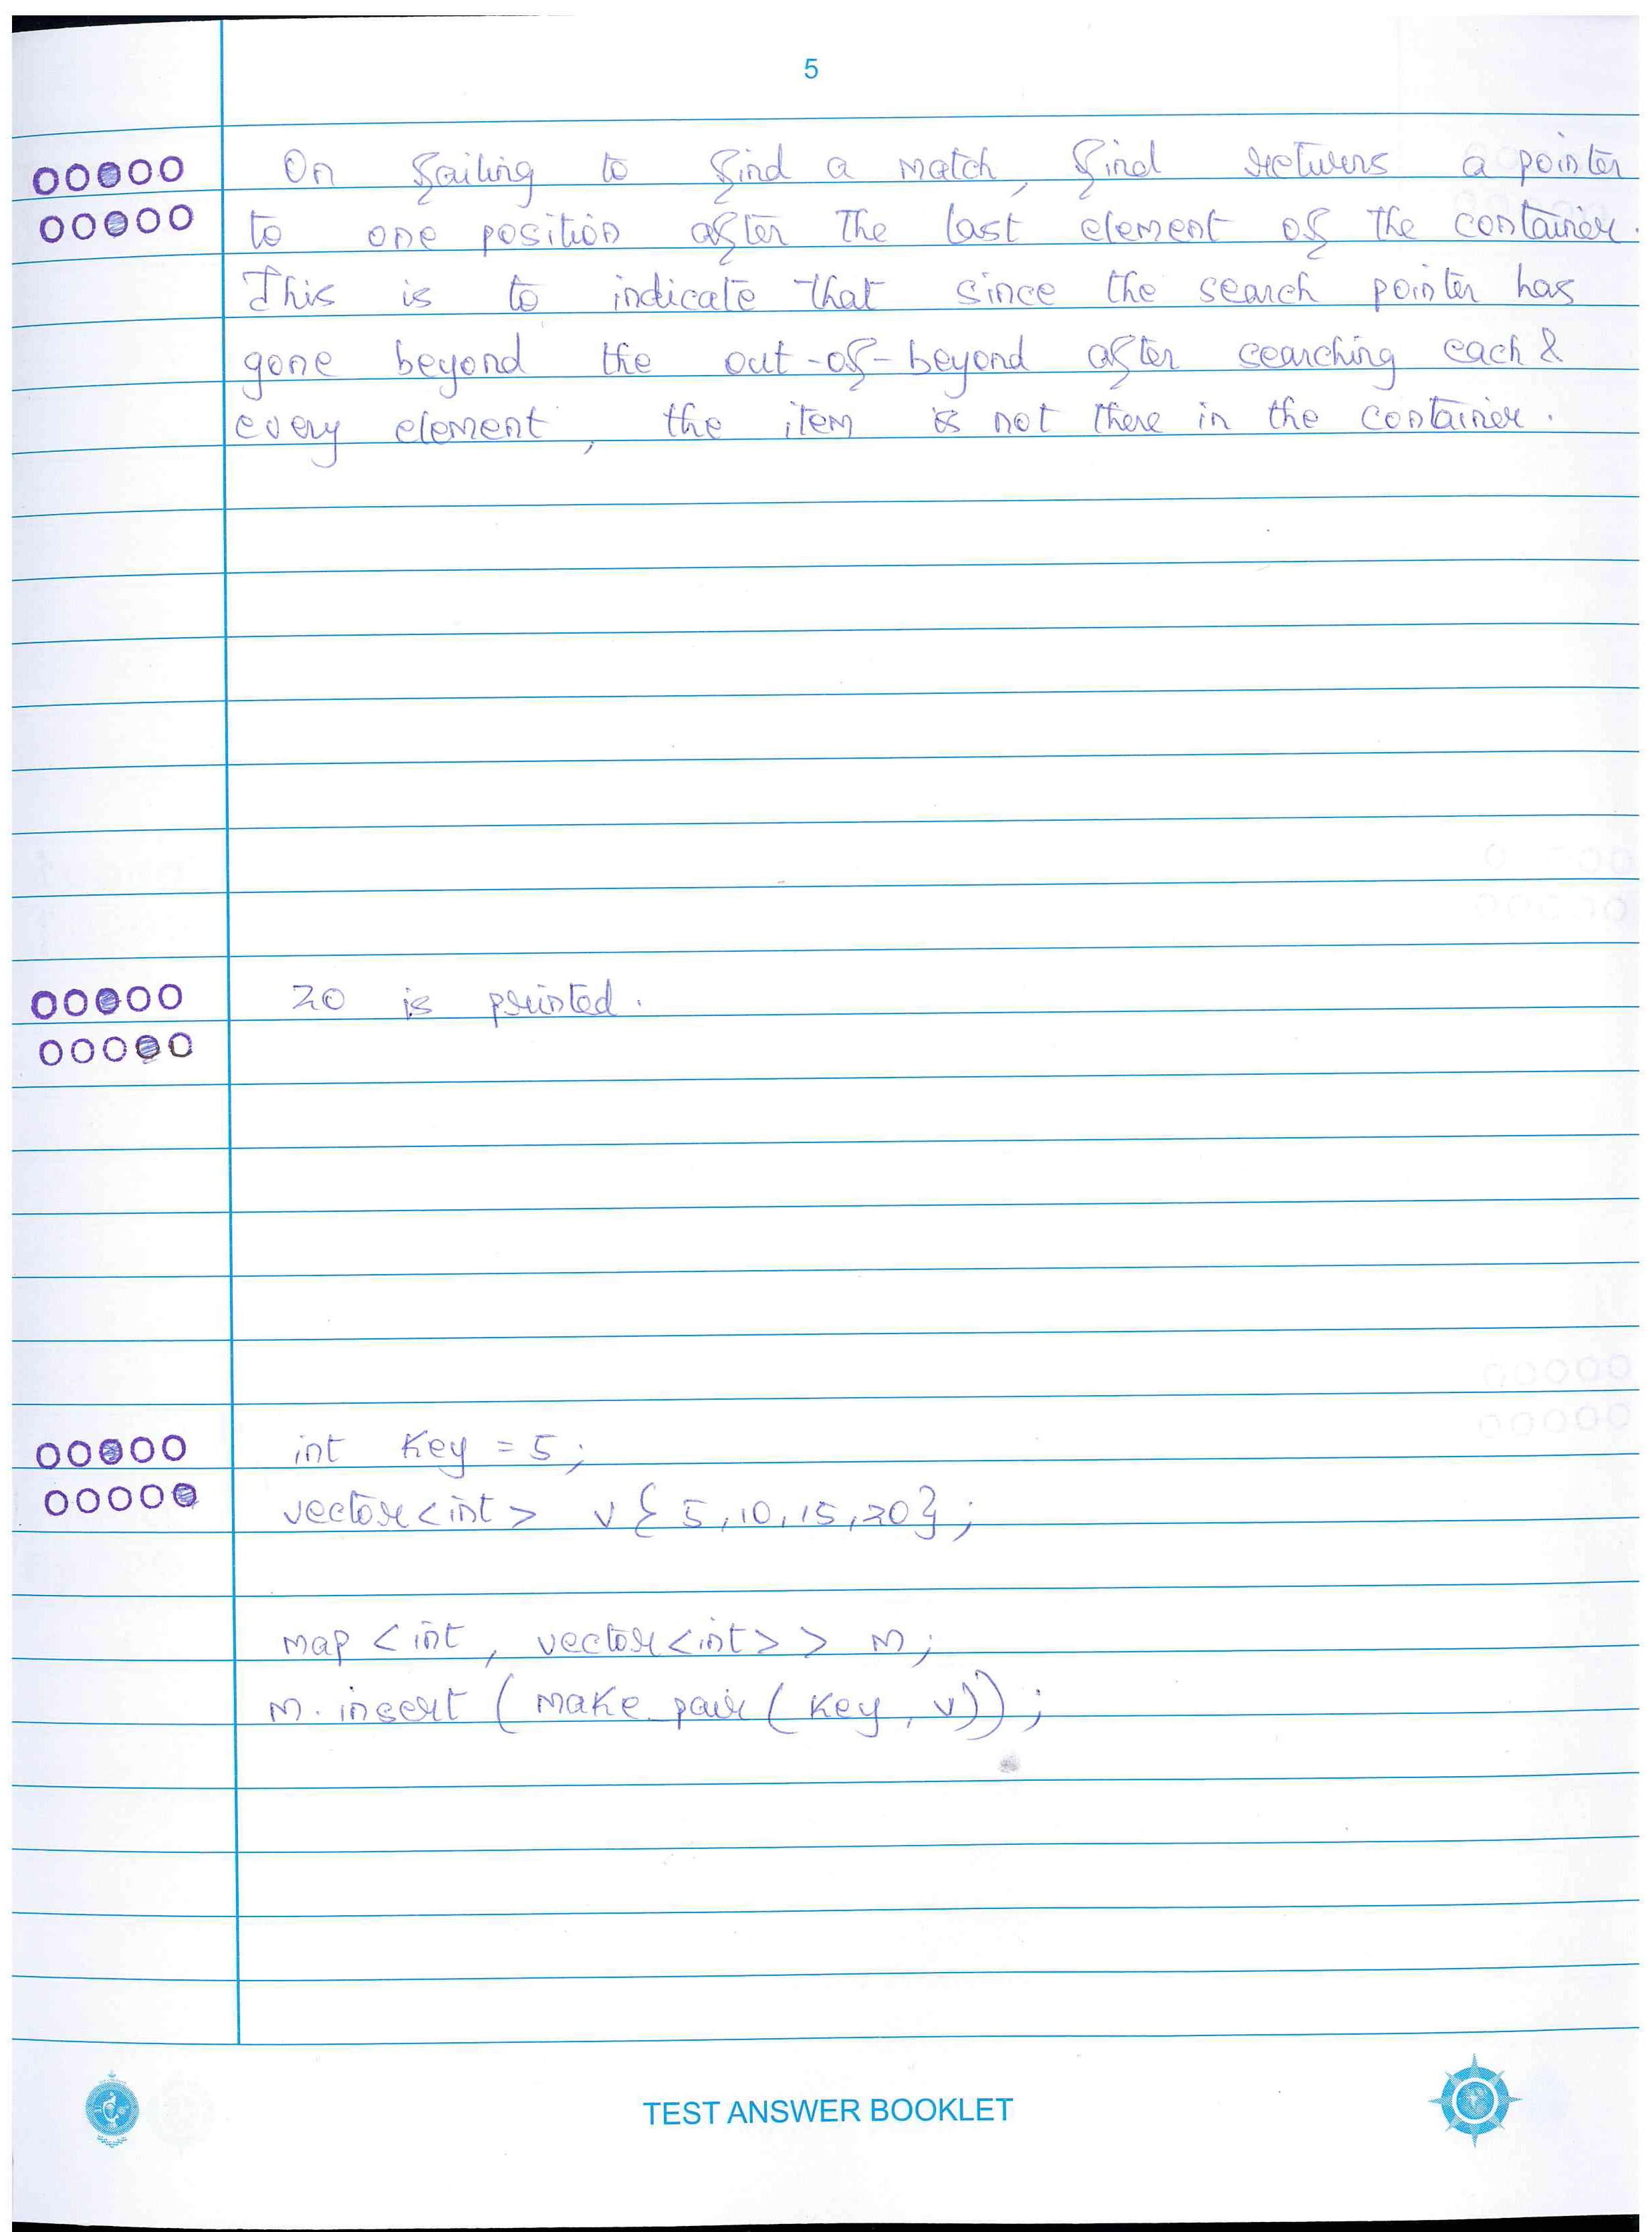 5
On failing to find a match, find returns a pointer
to one position after the last element of the container.
This is to indicate that since the search pointer has
gone beyond the out-of-beyond after searching each &
every element, the item is not there in the container.
20 is printed.
int key = 5;
vector<int> v{5,10,15,20};
map <int, vector<int> > m;
m.insert (make_pair (key, v));
TEST ANSWER BOOKLET